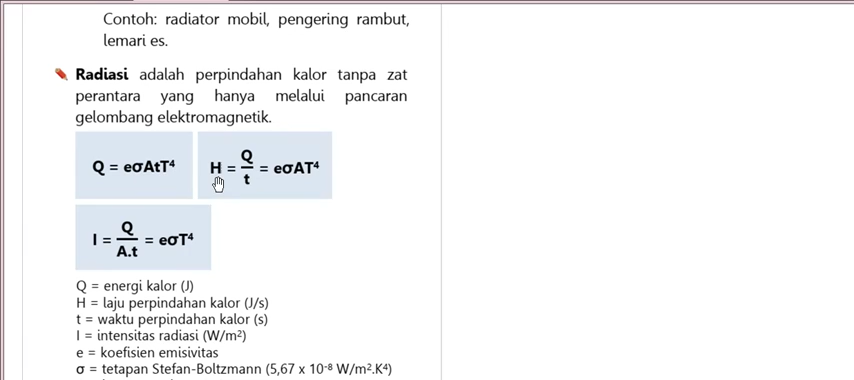 Contoh: radiator mobil, pengering rambut,
lemari es.
Radiasi adalah perpindahan kalor tanpa zat
perantara yang hanya melalui pancaran
gelombang elektromagnetik.
Q = eσAtT⁴
H = Q/t = eσAT⁴
I = Q/A.t = eσT⁴
Q = energi kalor (J)
H = laju perpindahan kalor (J/s)
t = waktu perpindahan kalor (s)
I = intensitas radiasi (W/m²)
e = koefisien emisivitas
σ = tetapan Stefan-Boltzmann (5,67 x 10⁻⁸ W/m².K⁴)